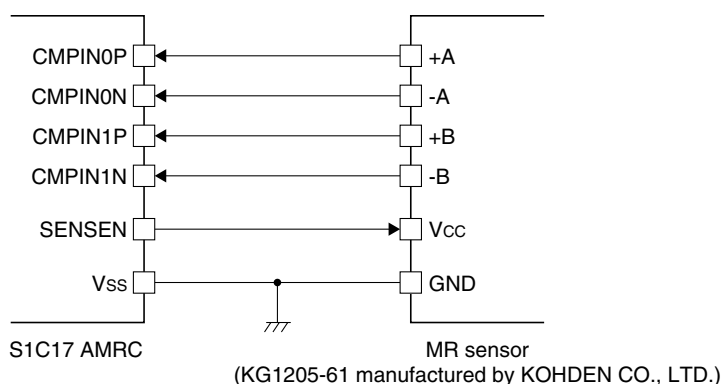 CMPIN0P +A
CMPIN0N -A
CMPIN1P +B
CMPIN1N -B
SENSEN VCC
VSS GND
S1C17 AMRC MR sensor
(KG1205-61 manufactured by KOHDEN CO., LTD.)